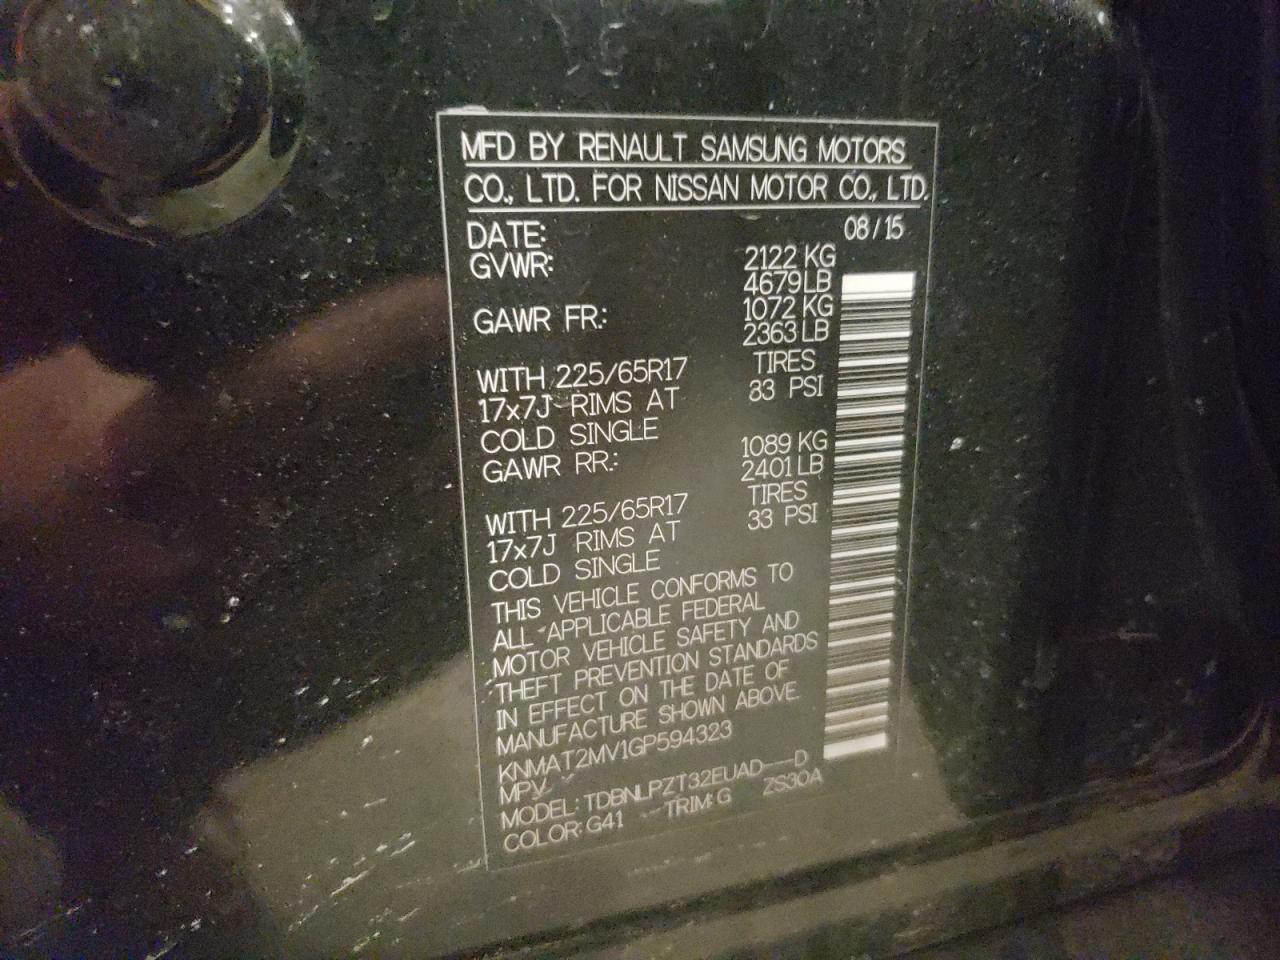 MFD BY RENAULT SAMSUNG MOTORS
CO., LTD. FOR NISSAN MOTOR CO., LTD.
DATE: 08/15
GVWR: 2122 KG
4679 LB
GAWR FR.: 1072 KG
2363 LB
WITH 225/65R17 TIRES
17x7J RIMS AT 33 PSI
COLD SINGLE
GAWR RR.: 1089 KG
2401 LB
WITH 225/65R17 TIRES
17x7J RIMS AT 33 PSI
COLD SINGLE
THIS VEHICLE CONFORMS TO
ALL APPLICABLE FEDERAL
MOTOR VEHICLE SAFETY AND
THEFT PREVENTION STANDARDS
IN EFFECT ON THE DATE OF
MANUFACTURE SHOWN ABOVE.
KNMAT2MV1GP594323
MPV
MODEL: TDBNLPZT32EUAD---D
COLOR: G41 TRIM: G ZS30A